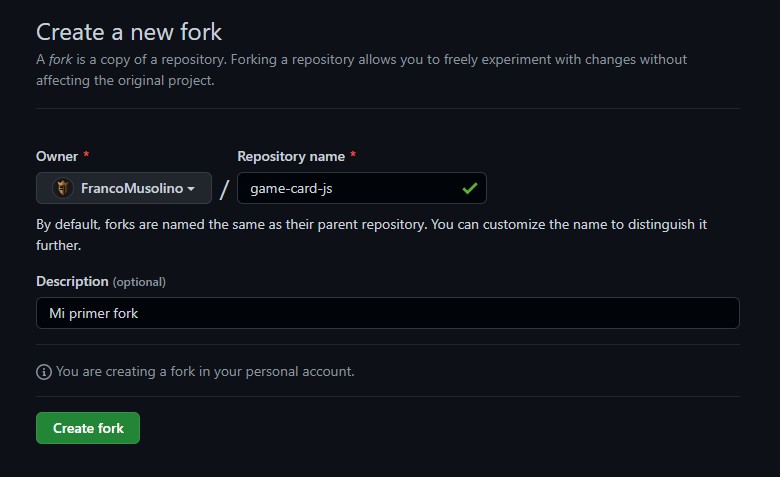 Create a new fork
A fork is a copy of a repository. Forking a repository allows you to freely experiment with changes without
affecting the original project.
Owner * Repository name *
FrancoMusolino / game-card-js
By default, forks are named the same as their parent repository. You can customize the name to distinguish it
further.
Description (optional)
Mi primer fork
You are creating a fork in your personal account.
Create fork